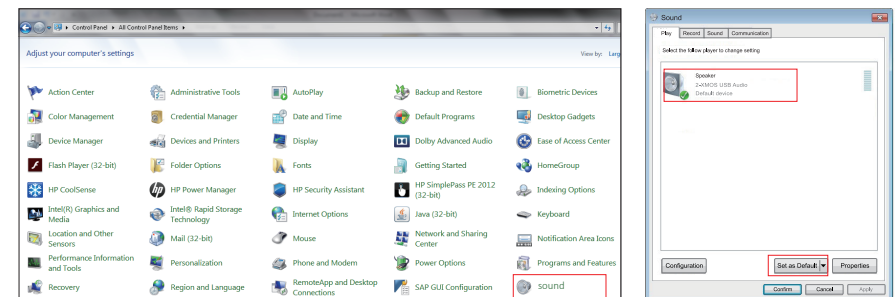 Control Panel ▸ All Control Panel Items ▸
Adjust your computer's settings
View by: Larg
Action Center
Administrative Tools
AutoPlay
Backup and Restore
Biometric Devices
Color Management
Credential Manager
Date and Time
Default Programs
Desktop Gadgets
Device Manager
Devices and Printers
Display
Dolby Advanced Audio
Ease of Access Center
Flash Player (32-bit)
Folder Options
Fonts
Getting Started
HomeGroup
HP CoolSense
HP Power Manager
HP Security Assistant
HP SimplePass PE 2012
(32-bit)
Indexing Options
Intel(R) Graphics and
Media
Intel® Rapid Storage
Technology
Internet Options
Java (32-bit)
Keyboard
Location and Other
Sensors
Mail (32-bit)
Mouse
Network and Sharing
Center
Notification Area Icons
Performance Information
and Tools
Personalization
Phone and Modem
Power Options
Programs and Features
Recovery
Region and Language
RemoteApp and Desktop
Connections
SAP GUI Configuration
sound
Sound
Play Record Sound Communication
Select the follow player to change setting
Speaker
2-XMOS USB Audio
Default device
Configuration
Set as Default
Properties
Confirm
Cancel
Apply